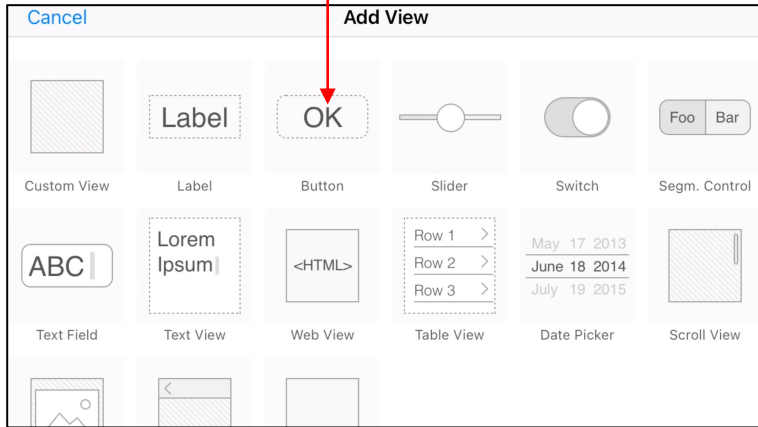 Cancel
Add View
Label
OK
Foo
Bar
Custom View
Label
Button
Slider
Switch
Segm. Control
ABC
Lorem
Ipsum
<HTML>
Row 1
Row 2
Row 3
May 17 2013
June 18 2014
July 19 2015
Text Field
Text View
Web View
Table View
Date Picker
Scroll View